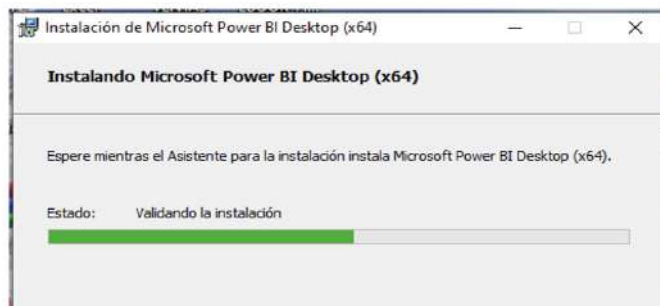 Instalación de Microsoft Power BI Desktop (x64)
Instalando Microsoft Power BI Desktop (x64)
Espere mientras el Asistente para la instalación instala Microsoft Power BI Desktop (x64).
Estado: Validando la instalación